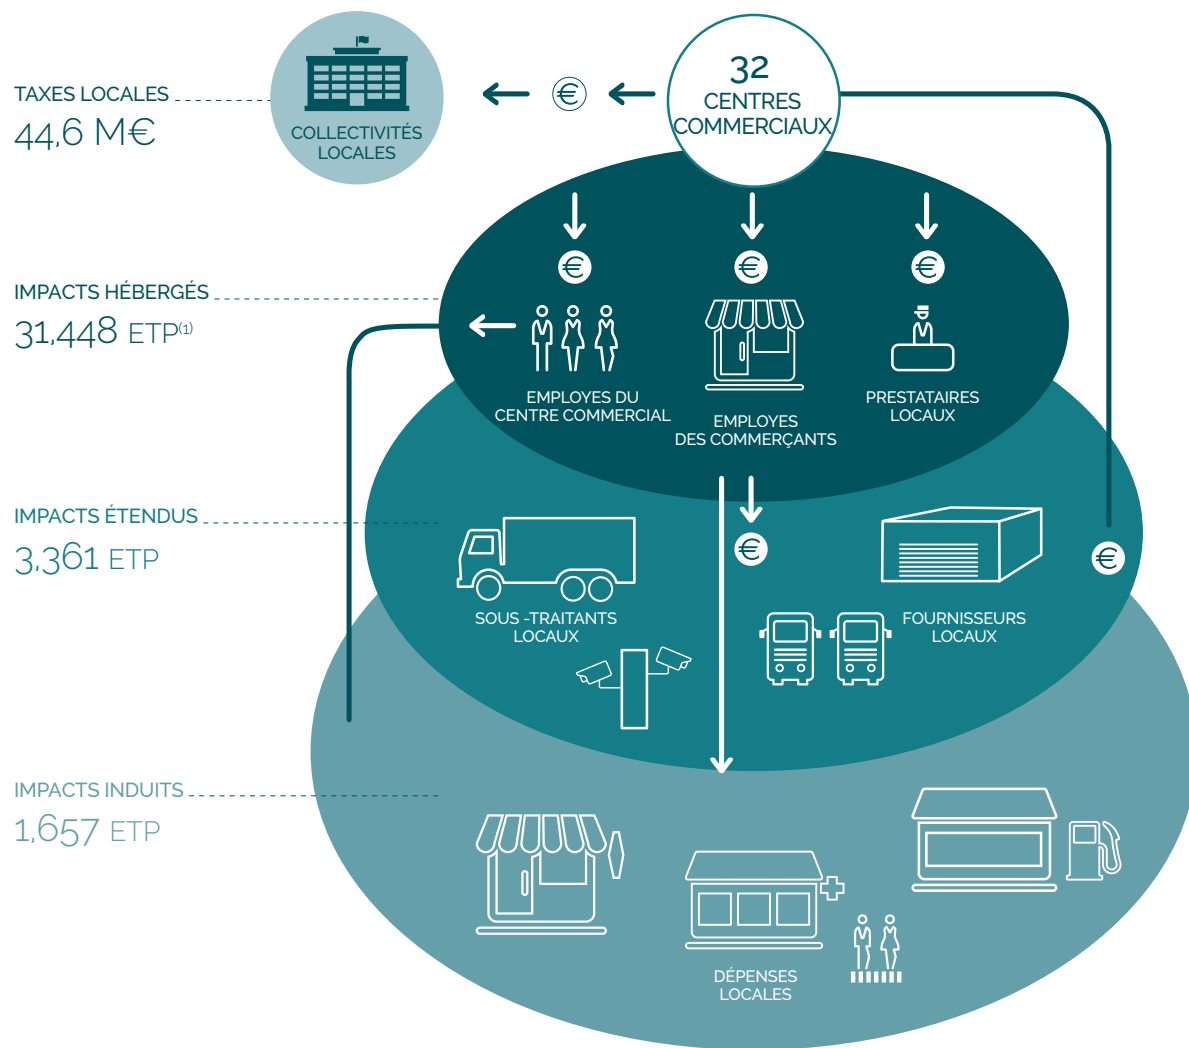 32
CENTRES
COMMERCIAUX
TAXES LOCALES
44,6 M€
€
COLLECTIVITÉS
LOCALES
€
€
€
IMPACTS HÉBERGÉS
31,448 ETP(1)
EMPLOYES DU
CENTRE COMMERCIAL
EMPLOYES
DES COMMERÇANTS
PRESTATAIRES
LOCAUX
IMPACTS ÉTENDUS
3,361 ETP
€
€
SOUS -TRAITANTS
LOCAUX
FOURNISSEURS
LOCAUX
IMPACTS INDUITS
1,657 ETP
DÉPENSES
LOCALES